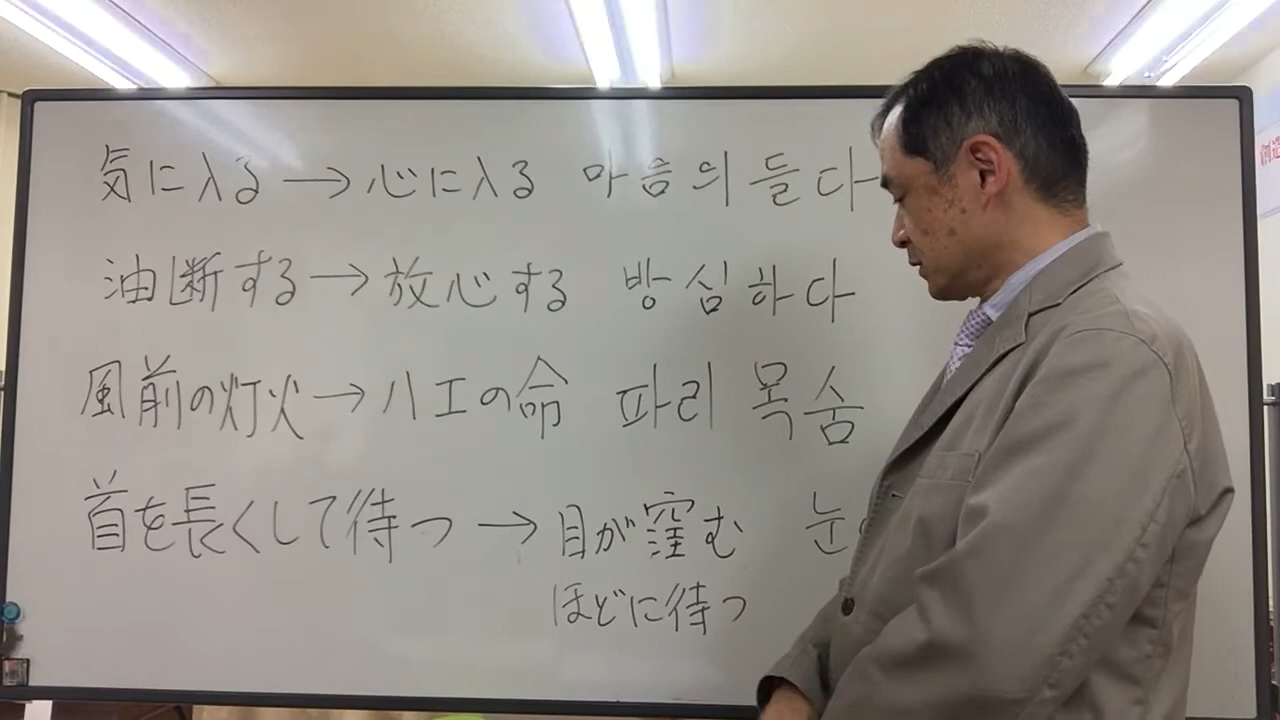 気に入る→心に入る 마음의 들다
油断する→放心する 방심하다
風前の灯火→ハエの命 파리 목숨
首を長くして待つ→目が窪む 눈
ほどに待つ